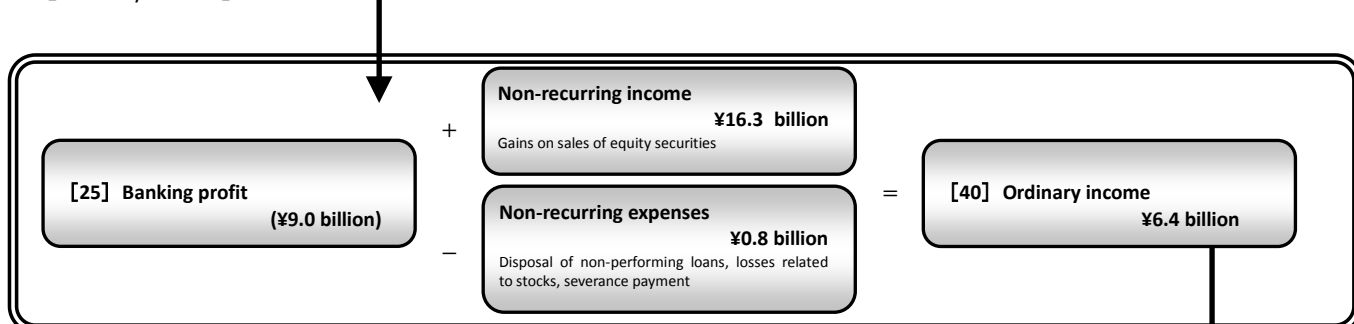 +
Non-recurring income
¥16.3 billion
Gains on sales of equity securities
[25] Banking profit
(¥9.0 billion)
=
[40] Ordinary income
¥6.4 billion
−
Non-recurring expenses
¥0.8 billion
Disposal of non-performing loans, losses related
to stocks, severance payment